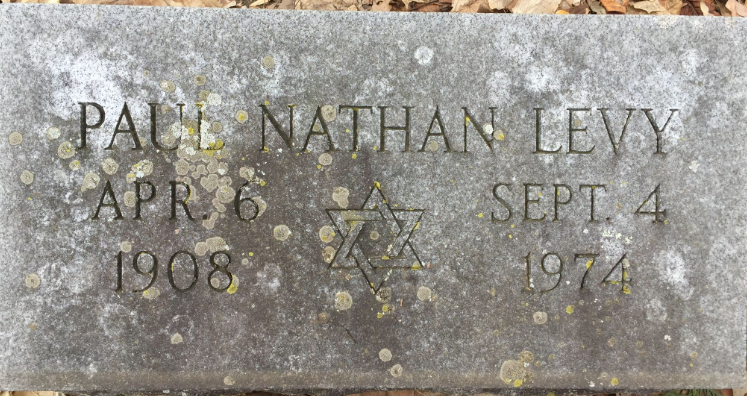 PAUL NATHAN LEVY
APR. 6 SEPT. 4
1908 1974